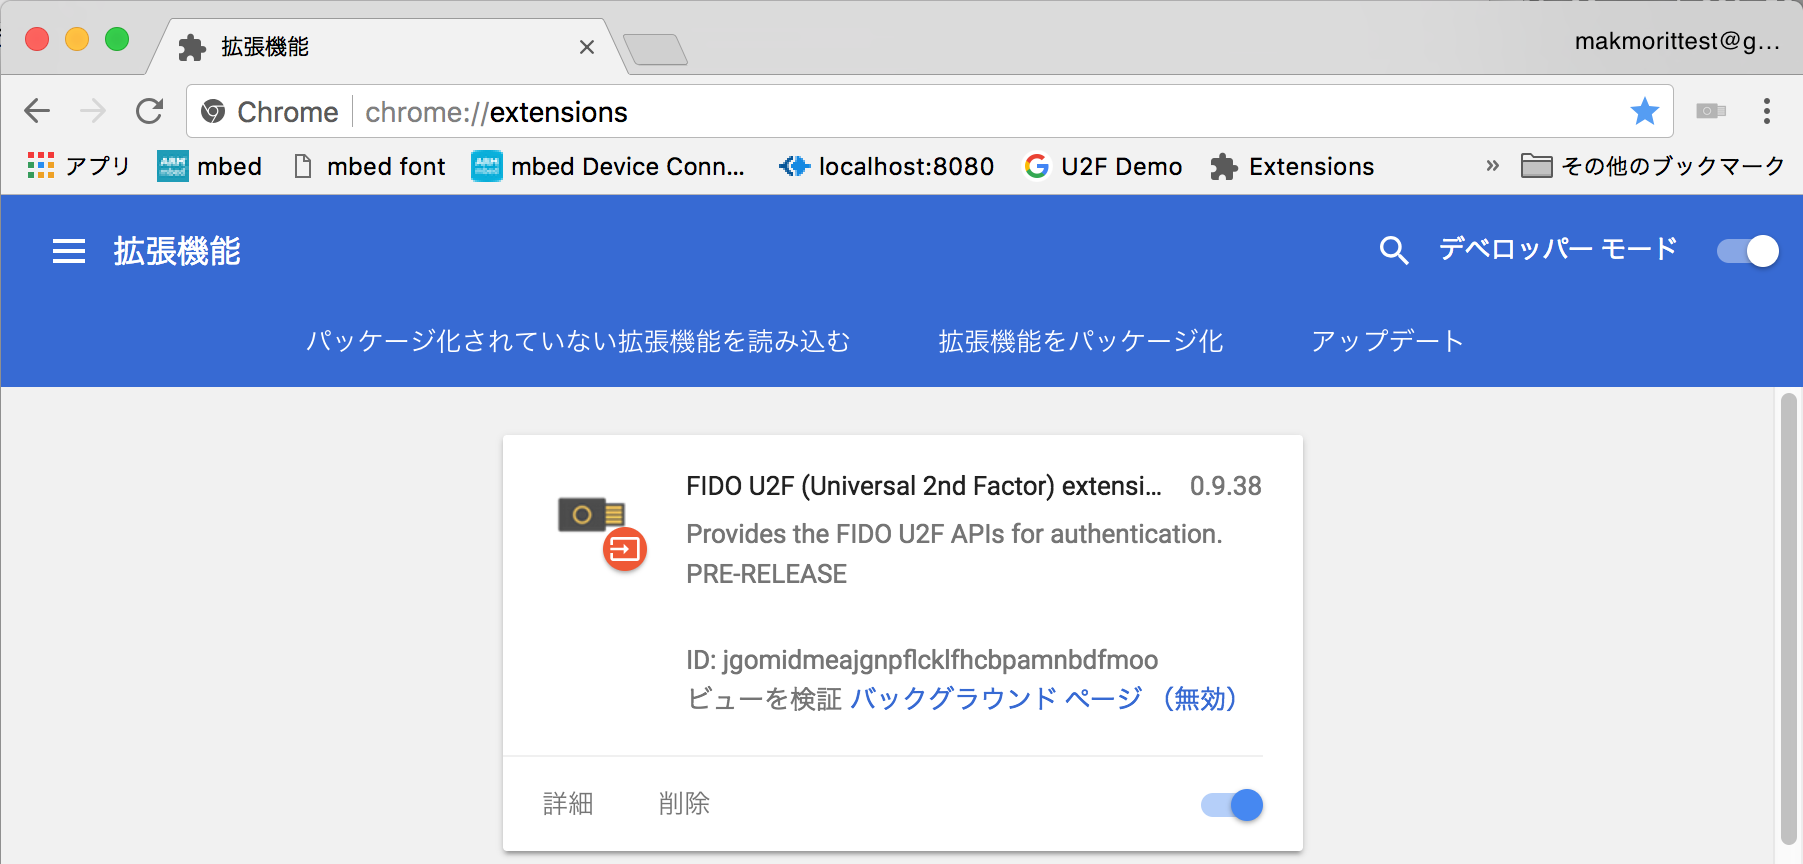 拡張機能
makmorittest@g...
Chrome chrome://extensions
アプリ mbed mbed font mbed Device Conn... localhost:8080 U2F Demo Extensions » その他のブックマーク
拡張機能 デベロッパー モード
パッケージ化されていない拡張機能を読み込む 拡張機能をパッケージ化 アップデート
FIDO U2F (Universal 2nd Factor) extensi... 0.9.38
Provides the FIDO U2F APIs for authentication.
PRE-RELEASE
ID: jgomidmeajgnpflcklfhcbpamnbdfmoo
ビューを検証 バックグラウンド ページ （無効）
詳細 削除